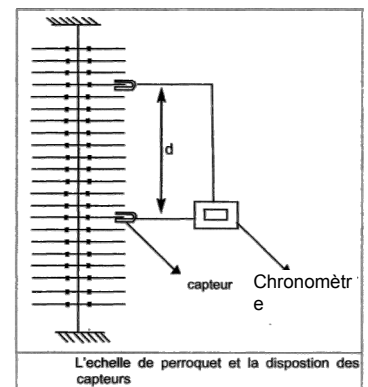 d
capteur
Chronomètr
e
L'echelle de perroquet et la dispostion des
capteurs